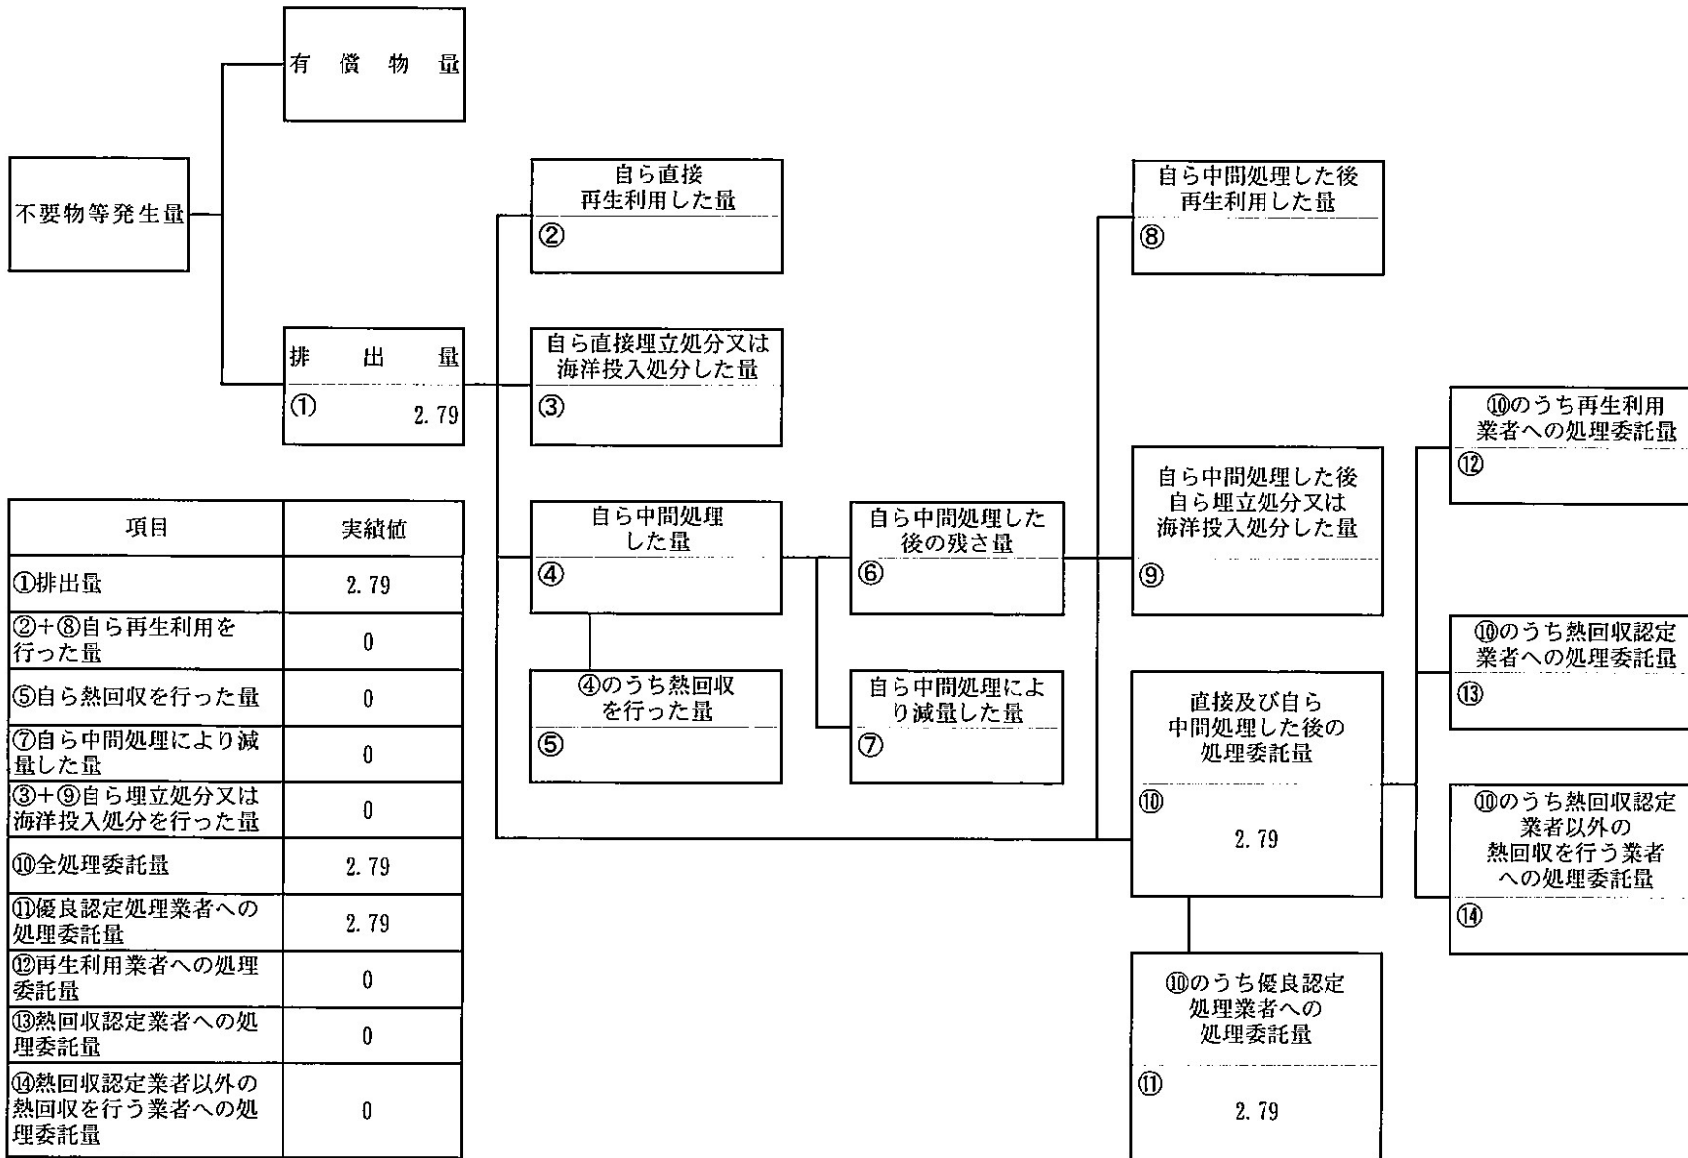 有償物量
不要物等発生量
排出量
① 2.79
自ら直接
再生利用した量
②
自ら直接埋立処分又は
海洋投入処分した量
③
自ら中間処理
した量
④
④のうち熱回収
を行った量
⑤
自ら中間処理した
後の残さ量
⑥
自ら中間処理によ
り減量した量
⑦
自ら中間処理した後
再生利用した量
⑧
自ら中間処理した後
自ら埋立処分又は
海洋投入処分した量
⑨
直接及び自ら
中間処理した後の
処理委託量
⑩
2.79
⑩のうち優良認定
処理業者への
処理委託量
⑪
2.79
⑩のうち再生利用
業者への処理委託量
⑫
⑩のうち熱回収認定
業者への処理委託量
⑬
⑩のうち熱回収認定
業者以外の
熱回収を行う業者
への処理委託量
⑭
項目 実績値
①排出量 2.79
②+⑧自ら再生利用を
行った量 0
⑤自ら熱回収を行った量 0
⑦自ら中間処理により減
量した量 0
③+⑨自ら埋立処分又は
海洋投入処分を行った量 0
⑩全処理委託量 2.79
⑪優良認定処理業者への
処理委託量 2.79
⑫再生利用業者への処理
委託量 0
⑬熱回収認定業者への処
理委託量 0
⑭熱回収認定業者以外の
熱回収を行う業者への処
理委託量 0